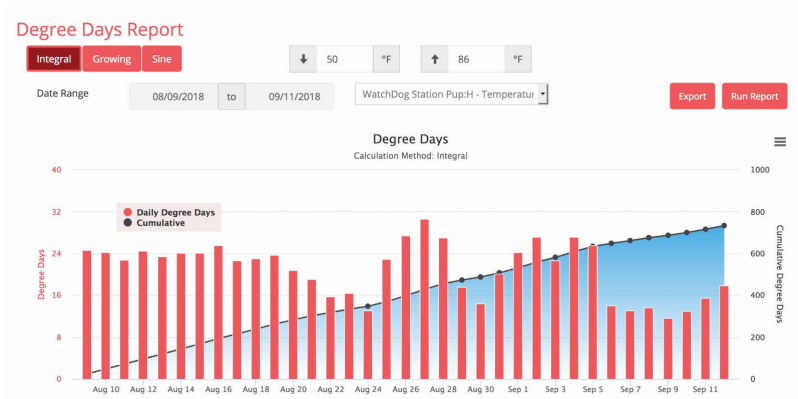 Degree Days Report
Integral Growing Sine 50 °F 86 °F
Date Range 08/09/2018 to 09/11/2018 WatchDog Station Pup:H - Temperatur Export Run Report
Degree Days
Calculation Method: Integral
40 1000
32 800
Daily Degree Days
Cumulative
24 600
16 400
8 200
0 0
Degree Days
Cumulative Degree Days
Aug 10 Aug 12 Aug 14 Aug 16 Aug 18 Aug 20 Aug 22 Aug 24 Aug 26 Aug 28 Aug 30 Sep 1 Sep 3 Sep 5 Sep 7 Sep 9 Sep 11